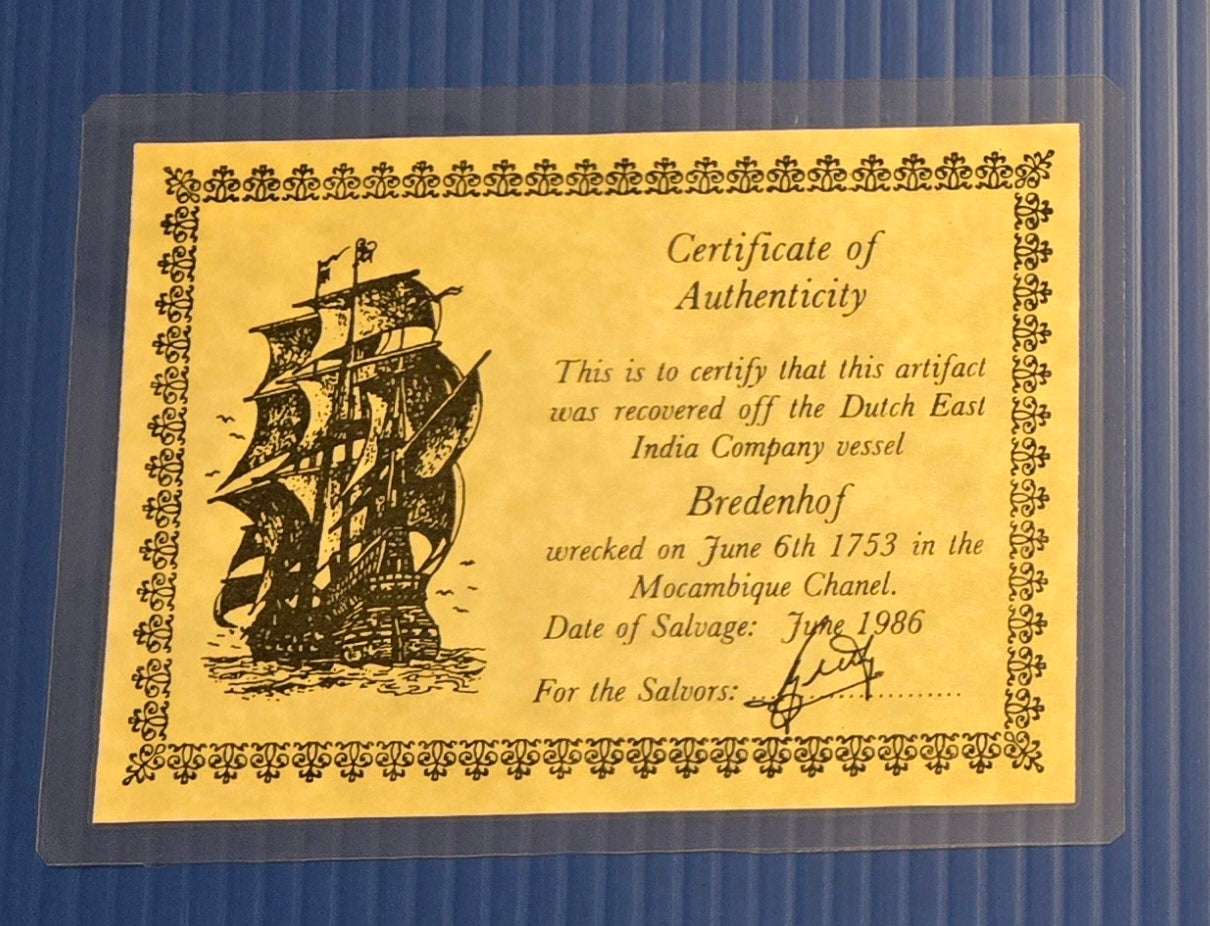 Certificate of
Authenticity
This is to certify that this artifact
was recovered off the Dutch East
India Company vessel
Bredenhof
wrecked on June 6th 1753 in the
Mocambique Chanel.
Date of Salvage: June 1986
For the Salvors: ........................